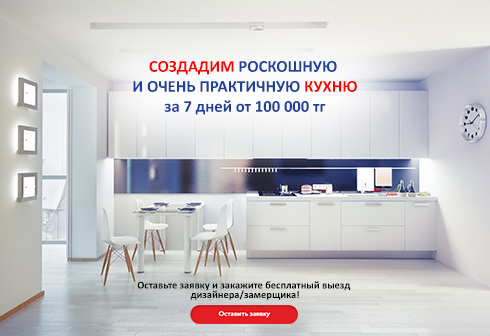 СОЗДАДИМ РОСКОШНУЮ
И ОЧЕНЬ ПРАКТИЧНУЮ КУХНЮ
за 7 дней от 100 000 тг
Оставьте заявку и закажите бесплатный выезд
дизайнера/замерщика!
Оставить заявку